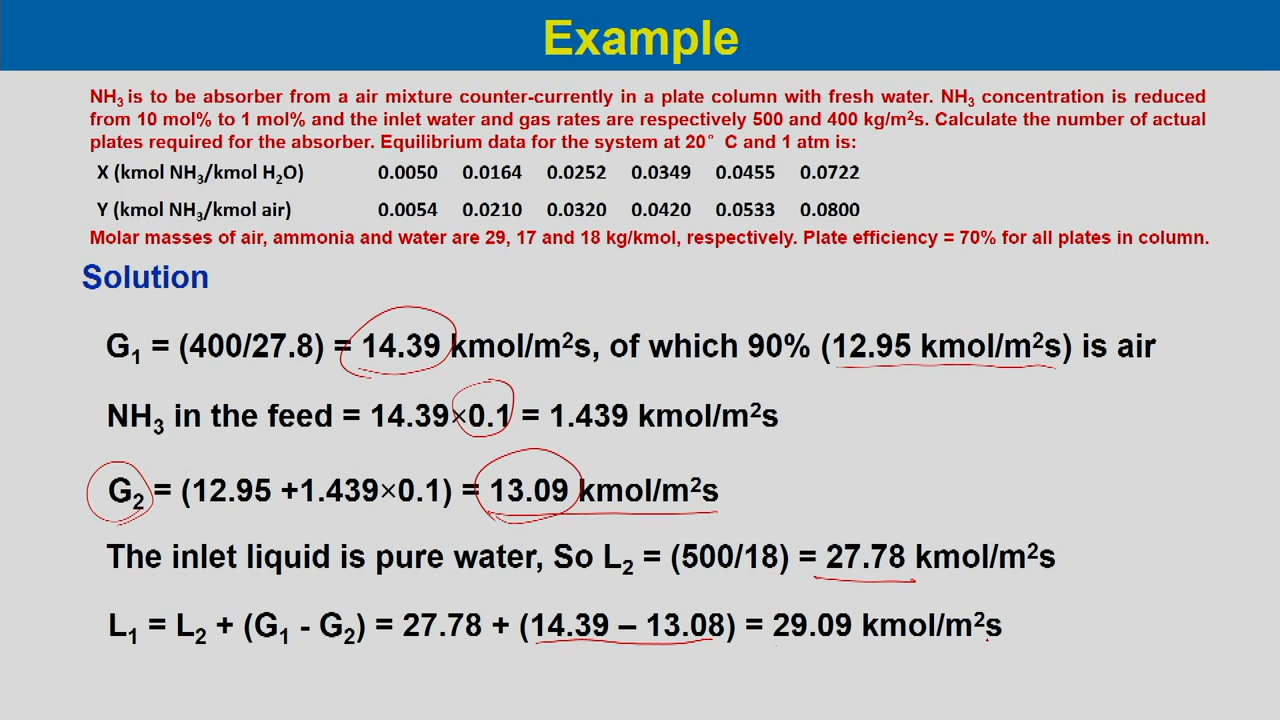 Example
NH3 is to be absorber from a air mixture counter-currently in a plate column with fresh water. NH3 concentration is reduced
from 10 mol% to 1 mol% and the inlet water and gas rates are respectively 500 and 400 kg/m²s. Calculate the number of actual
plates required for the absorber. Equilibrium data for the system at 20° C and 1 atm is:
X (kmol NH3/kmol H2O) 0.0050 0.0164 0.0252 0.0349 0.0455 0.0722
Y (kmol NH3/kmol air) 0.0054 0.0210 0.0320 0.0420 0.0533 0.0800
Molar masses of air, ammonia and water are 29, 17 and 18 kg/kmol, respectively. Plate efficiency = 70% for all plates in column.
Solution
G1 = (400/27.8) = 14.39 kmol/m²s, of which 90% (12.95 kmol/m²s) is air
NH3 in the feed = 14.39×0.1 = 1.439 kmol/m²s
G2 = (12.95 +1.439×0.1) = 13.09 kmol/m²s
The inlet liquid is pure water, So L2 = (500/18) = 27.78 kmol/m²s
L1 = L2 + (G1 - G2) = 27.78 + (14.39 – 13.08) = 29.09 kmol/m²s